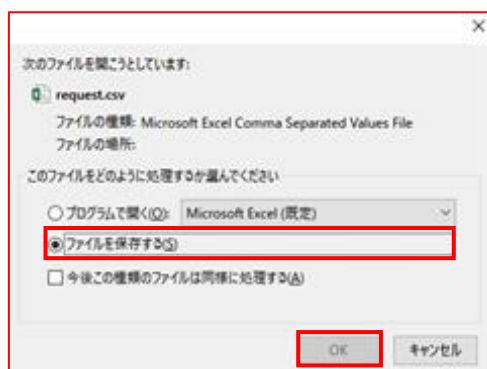 次のファイルを開こうとしています:
request.csv
ファイルの種類: Microsoft Excel Comma Separated Values File
ファイルの場所:
このファイルをどのように処理するか選んでください
プログラムで開く(O): Microsoft Excel (既定)
ファイルを保存する(S)
今後この種類のファイルは同様に処理する(A)
OK キャンセル